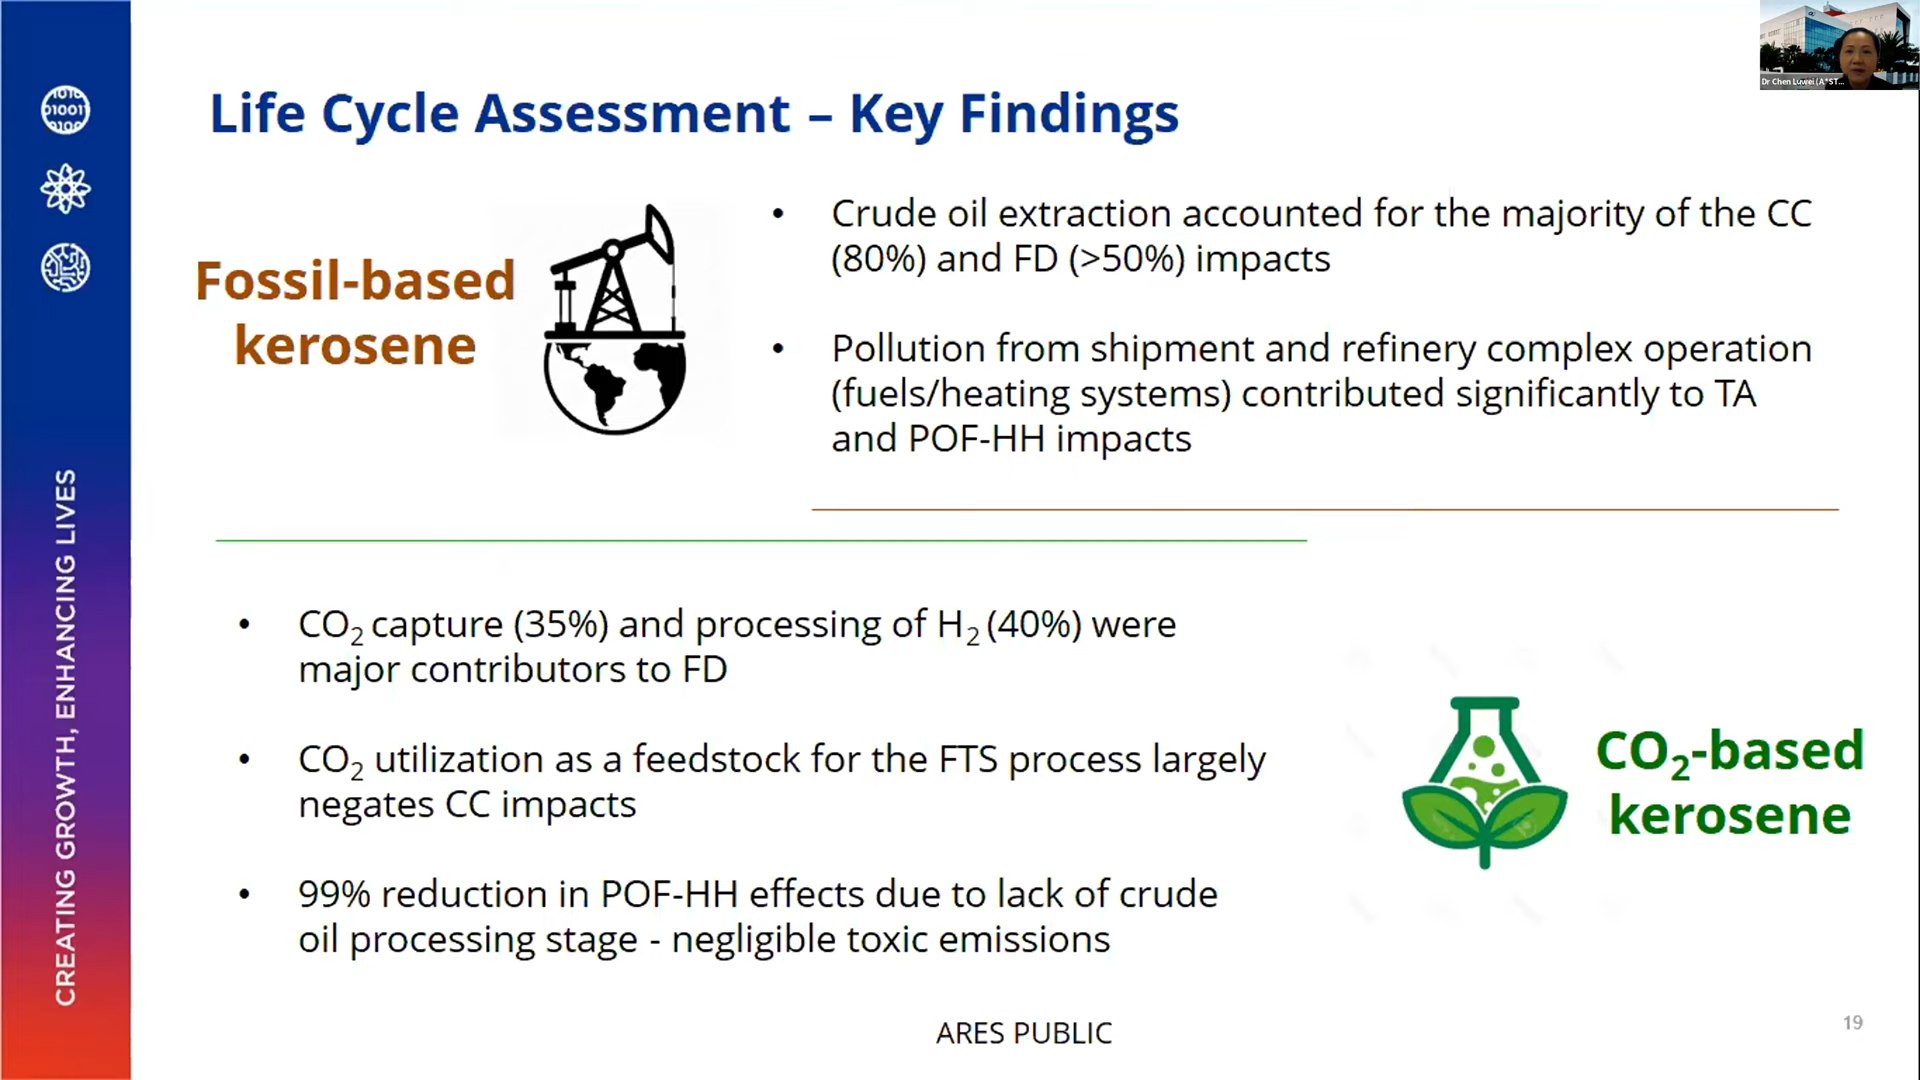 Dr Chen Luwei (A*ST...
Life Cycle Assessment – Key Findings
Fossil-based
kerosene
• Crude oil extraction accounted for the majority of the CC
(80%) and FD (>50%) impacts
• Pollution from shipment and refinery complex operation
(fuels/heating systems) contributed significantly to TA
and POF-HH impacts
• CO₂ capture (35%) and processing of H₂ (40%) were
major contributors to FD
• CO₂ utilization as a feedstock for the FTS process largely
negates CC impacts
• 99% reduction in POF-HH effects due to lack of crude
oil processing stage - negligible toxic emissions
CO₂-based
kerosene
CREATING GROWTH, ENHANCING LIVES
ARES PUBLIC
19